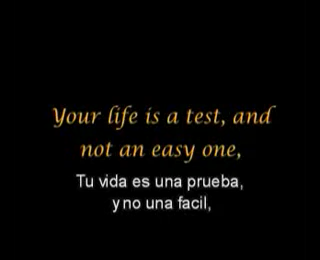 Your life is a test, and
not an easy one,
Tu vida es una prueba,
y no una facil,